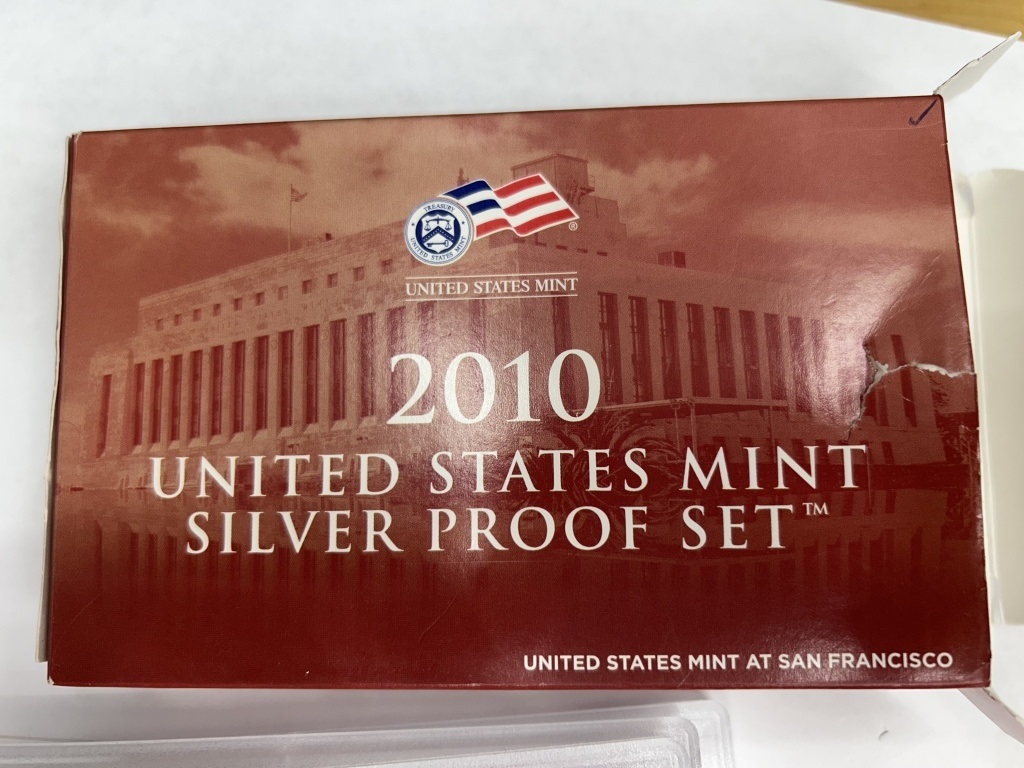 TREASURY
UNITED STATES MINT
®
UNITED STATES MINT
2010
UNITED STATES MINT
SILVER PROOF SET™
UNITED STATES MINT AT SAN FRANCISCO